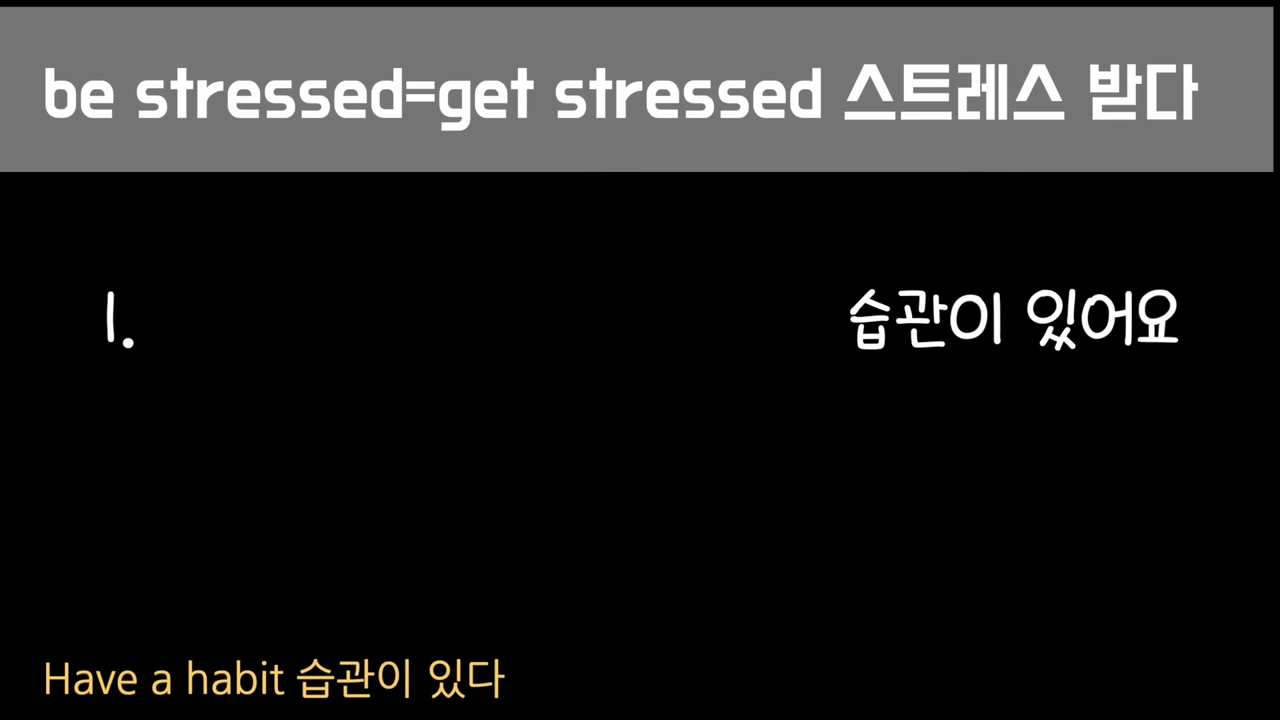 be stressed=get stressed 스트레스 받다
1. 습관이 있어요
Have a habit 습관이 있다